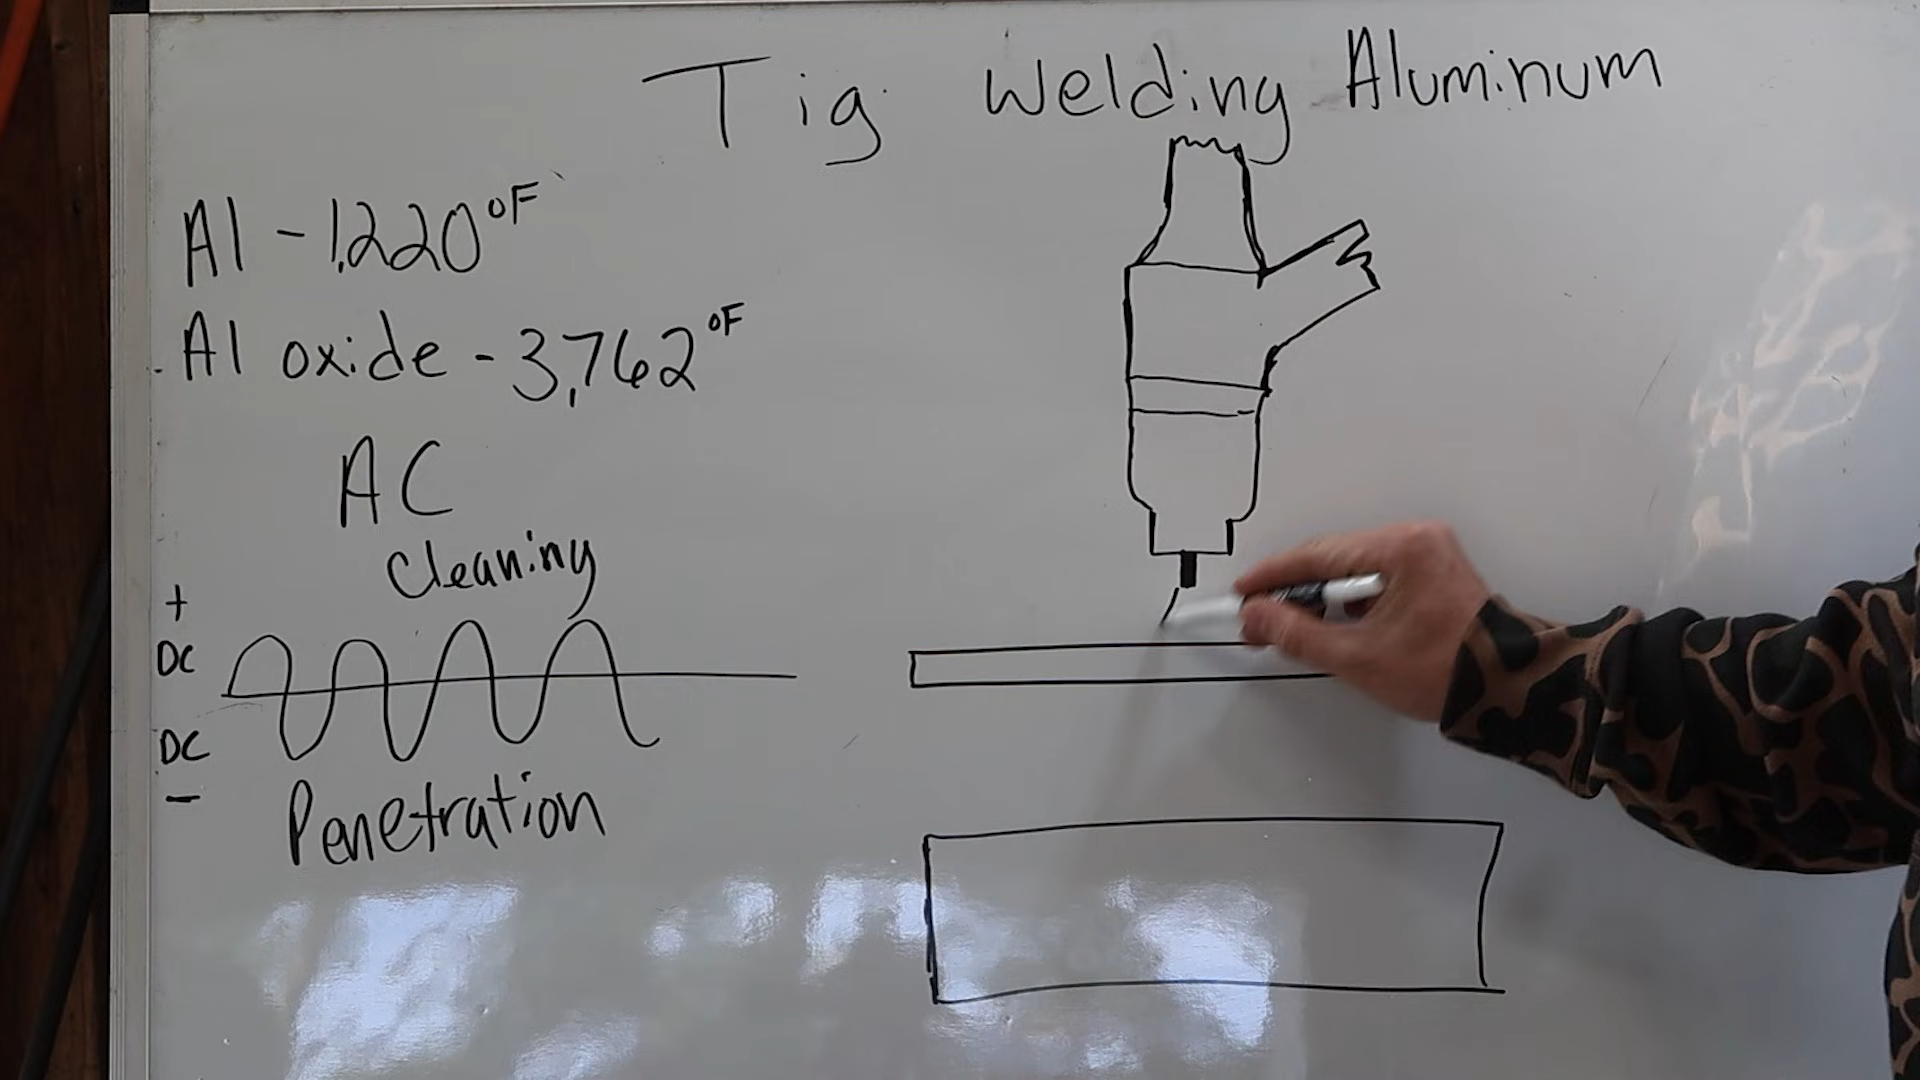 Tig Welding Aluminum
Al - 1,220°F
Al oxide - 3,762°F
AC
Cleaning
+
DC
DC
-
Penetration